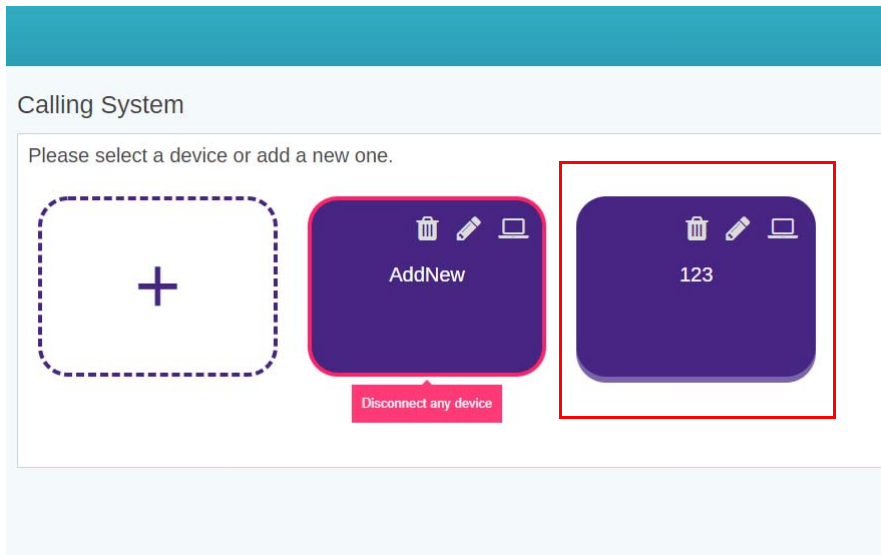 Calling System
Please select a device or add a new one.
AddNew
123
Disconnect any device